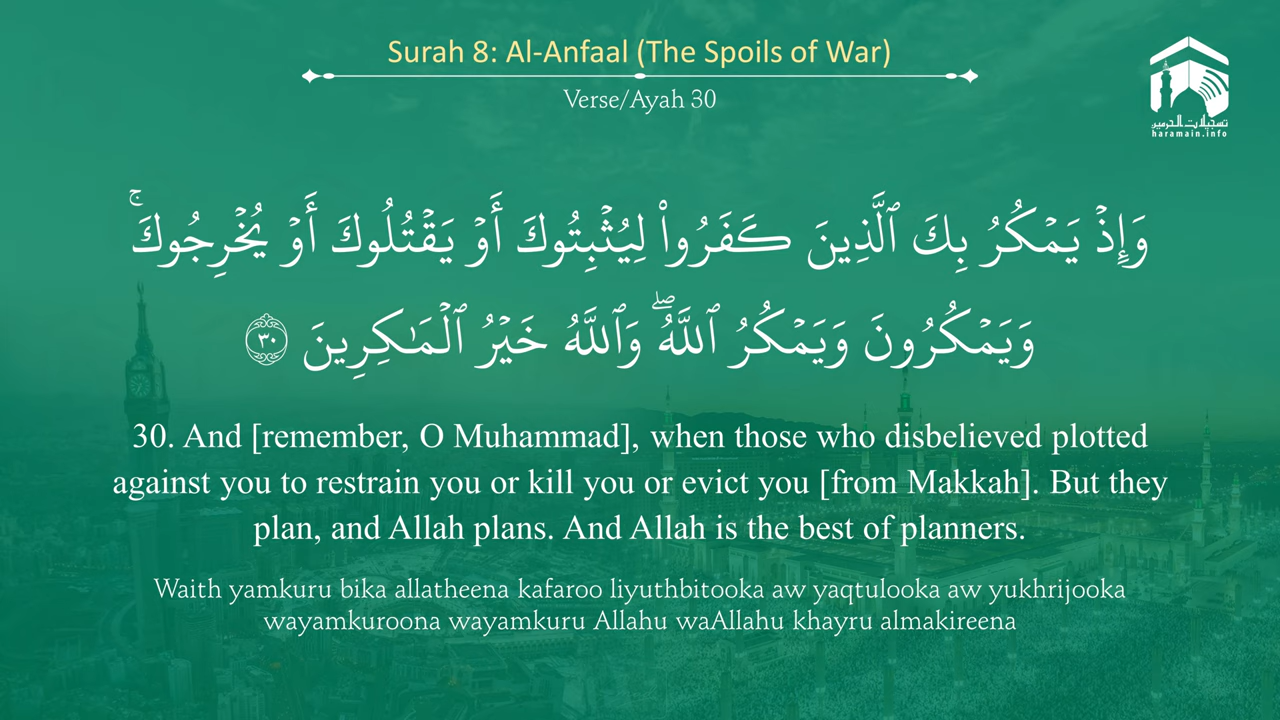 Surah 8: Al-Anfaal (The Spoils of War)
Verse/Ayah 30
تسجيلات الحرمين
haramain.info
وَإِذۡ يَمۡكُرُ بِكَ ٱلَّذِينَ كَفَرُواْ لِيُثۡبِتُوكَ أَوۡ يَقۡتُلُوكَ أَوۡ يُخۡرِجُوكَۚ
وَيَمۡكُرُونَ وَيَمۡكُرُ ٱللَّهُۖ وَٱللَّهُ خَيۡرُ ٱلۡمَٰكِرِينَ ٣٠
30. And [remember, O Muhammad], when those who disbelieved plotted
against you to restrain you or kill you or evict you [from Makkah]. But they
plan, and Allah plans. And Allah is the best of planners.
Waith yamkuru bika allatheena kafaroo liyuthbitooka aw yaqtulooka aw yukhrijooka
wayamkuroona wayamkuru Allahu waAllahu khayru almakireena